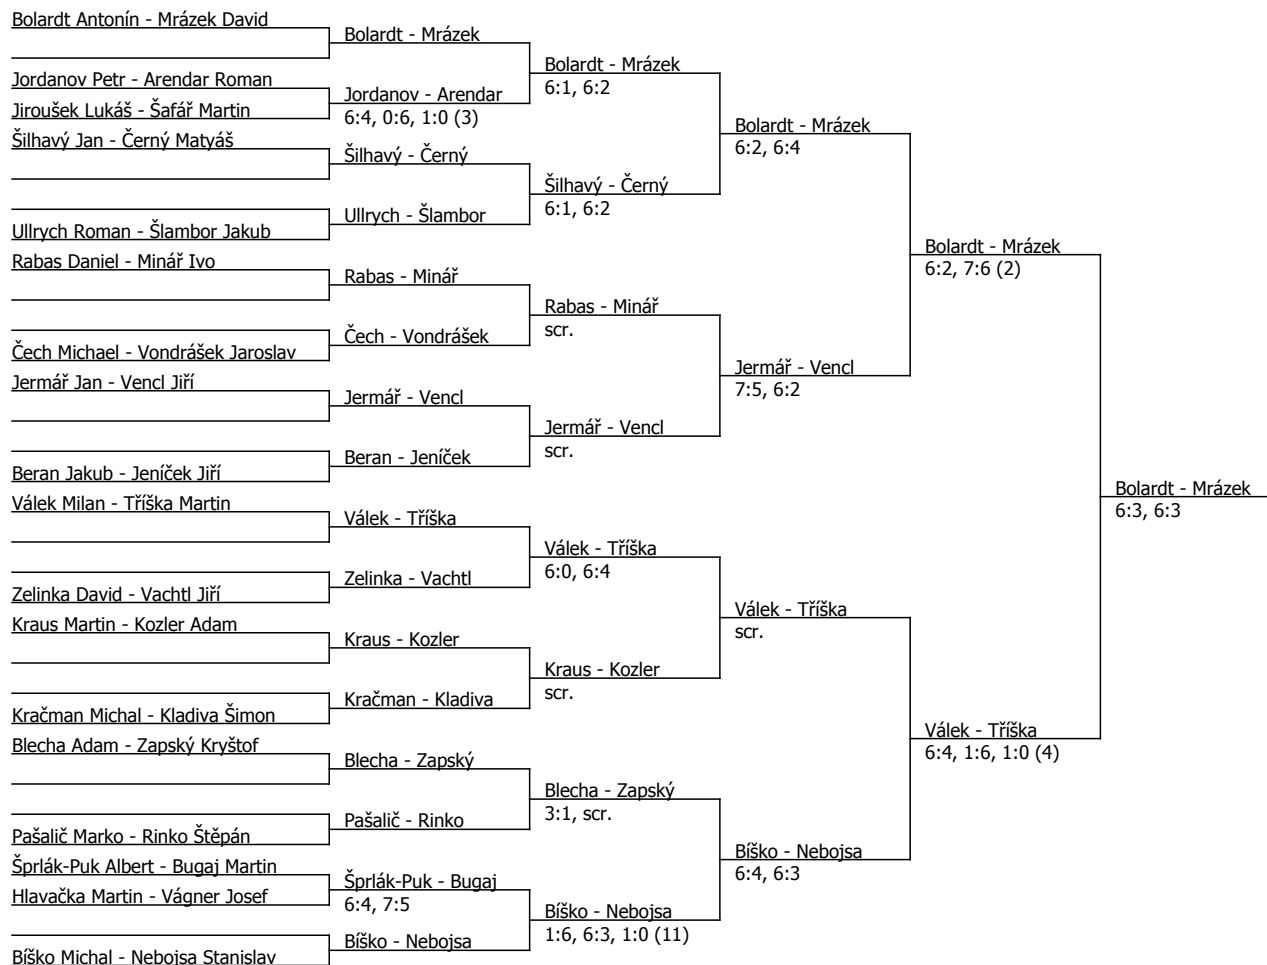 Bolardt Antonín - Mrázek David
Jordanov Petr - Arendar Roman
Jiroušek Lukáš - Šafář Martin
Šilhavý Jan - Černý Matyáš
Ullrych Roman - Šlambor Jakub
Rabas Daniel - Minář Ivo
Čech Michael - Vondrášek Jaroslav
Jermář Jan - Vencl Jiří
Beran Jakub - Jeníček Jiří
Válek Milan - Tříška Martin
Zelinka David - Vachtl Jiří
Kraus Martin - Kozler Adam
Kračman Michal - Kladiva Šimon
Blecha Adam - Zapský Kryštof
Pašalič Marko - Rinko Štěpán
Šprlák-Puk Albert - Bugaj Martin
Hlavačka Martin - Vágner Josef
Bíško Michal - Nebojsa Stanislav
Bolardt - Mrázek
Jordanov - Arendar
6:4, 0:6, 1:0 (3)
Šilhavý - Černý
Ullrych - Šlambor
Rabas - Minář
Čech - Vondrášek
Jermář - Vencl
Beran - Jeníček
Válek - Tříška
Zelinka - Vachtl
Kraus - Kozler
Kračman - Kladiva
Blecha - Zapský
Pašalič - Rinko
Šprlák-Puk - Bugaj
6:4, 7:5
Bíško - Nebojsa
Bolardt - Mrázek
6:1, 6:2
Šilhavý - Černý
6:1, 6:2
Rabas - Minář
scr.
Jermář - Vencl
scr.
Válek - Tříška
6:0, 6:4
Kraus - Kozler
scr.
Blecha - Zapský
3:1, scr.
Bíško - Nebojsa
1:6, 6:3, 1:0 (11)
Bolardt - Mrázek
6:2, 6:4
Jermář - Vencl
7:5, 6:2
Válek - Tříška
scr.
Bíško - Nebojsa
6:4, 6:3
Bolardt - Mrázek
6:2, 7:6 (2)
Válek - Tříška
6:4, 1:6, 1:0 (4)
Bolardt - Mrázek
6:3, 6:3